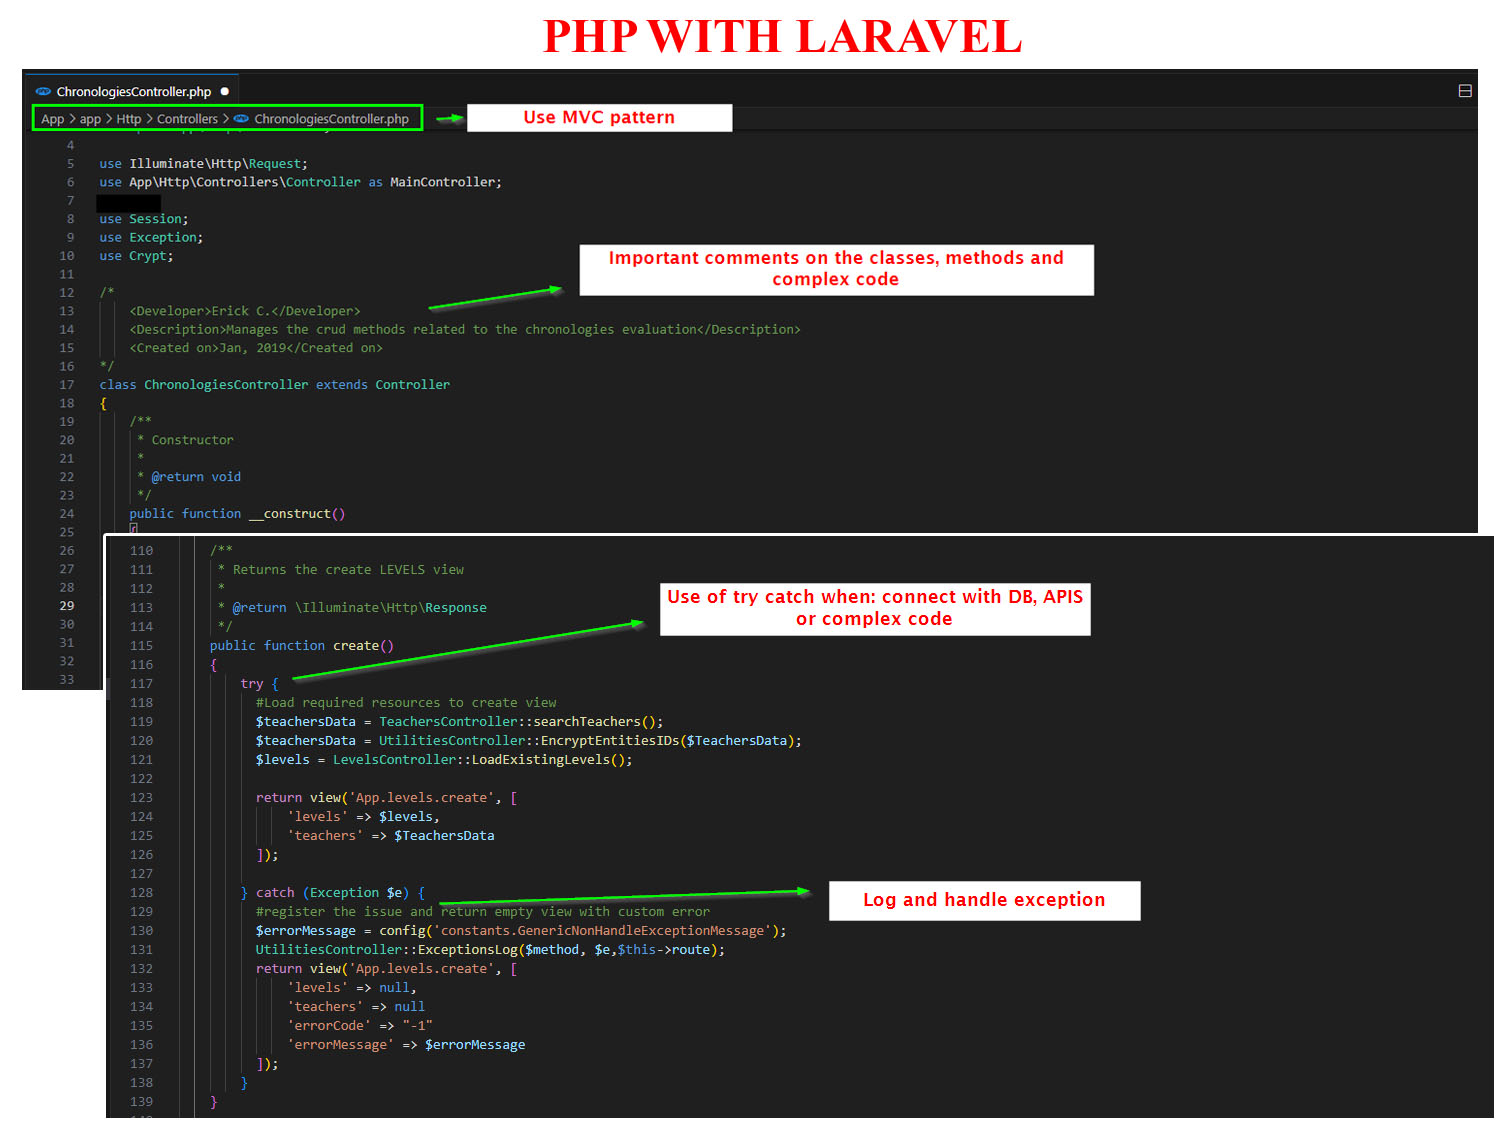 PHP WITH LARAVEL
ChronologiesController.php
App > app > Http > Controllers > ChronologiesController.php
Use MVC pattern
4
5 use Illuminate\Http\Request;
6 use App\Http\Controllers\Controller as MainController;
7
8 use Session;
9 use Exception;
10 use Crypt;
11
Important comments on the classes, methods and
complex code
12 /*
13 <Developer>Erick C.</Developer>
14 <Description>Manages the crud methods related to the chronologies evaluation</Description>
15 <Created on>Jan, 2019</Created on>
16 */
17 class ChronologiesController extends Controller
18 {
19 /**
20 * Constructor
21 *
22 * @return void
23 */
24 public function __construct()
25 {
26
27
28
29
30
31
32
33
110 /**
111 * Returns the create LEVELS view
112 *
113 * @return \Illuminate\Http\Response
114 */
Use of try catch when: connect with DB, APIS
or complex code
115 public function create()
116 {
117 try {
118 #Load required resources to create view
119 $teachersData = TeachersController::searchTeachers();
120 $teachersData = UtilitiesController::EncryptEntitiesIDs($TeachersData);
121 $levels = LevelsController::LoadExistingLevels();
122
123 return view('App.levels.create', [
124 'levels' => $levels,
125 'teachers' => $TeachersData
126 ]);
127
128 } catch (Exception $e) {
Log and handle exception
129 #register the issue and return empty view with custom error
130 $errorMessage = config('constants.GenericNonHandleExceptionMessage');
131 UtilitiesController::ExceptionsLog($method, $e,$this->route);
132 return view('App.levels.create', [
133 'levels' => null,
134 'teachers' => null
135 'errorCode' => "-1"
136 'errorMessage' => $errorMessage
137 ]);
138 }
139 }